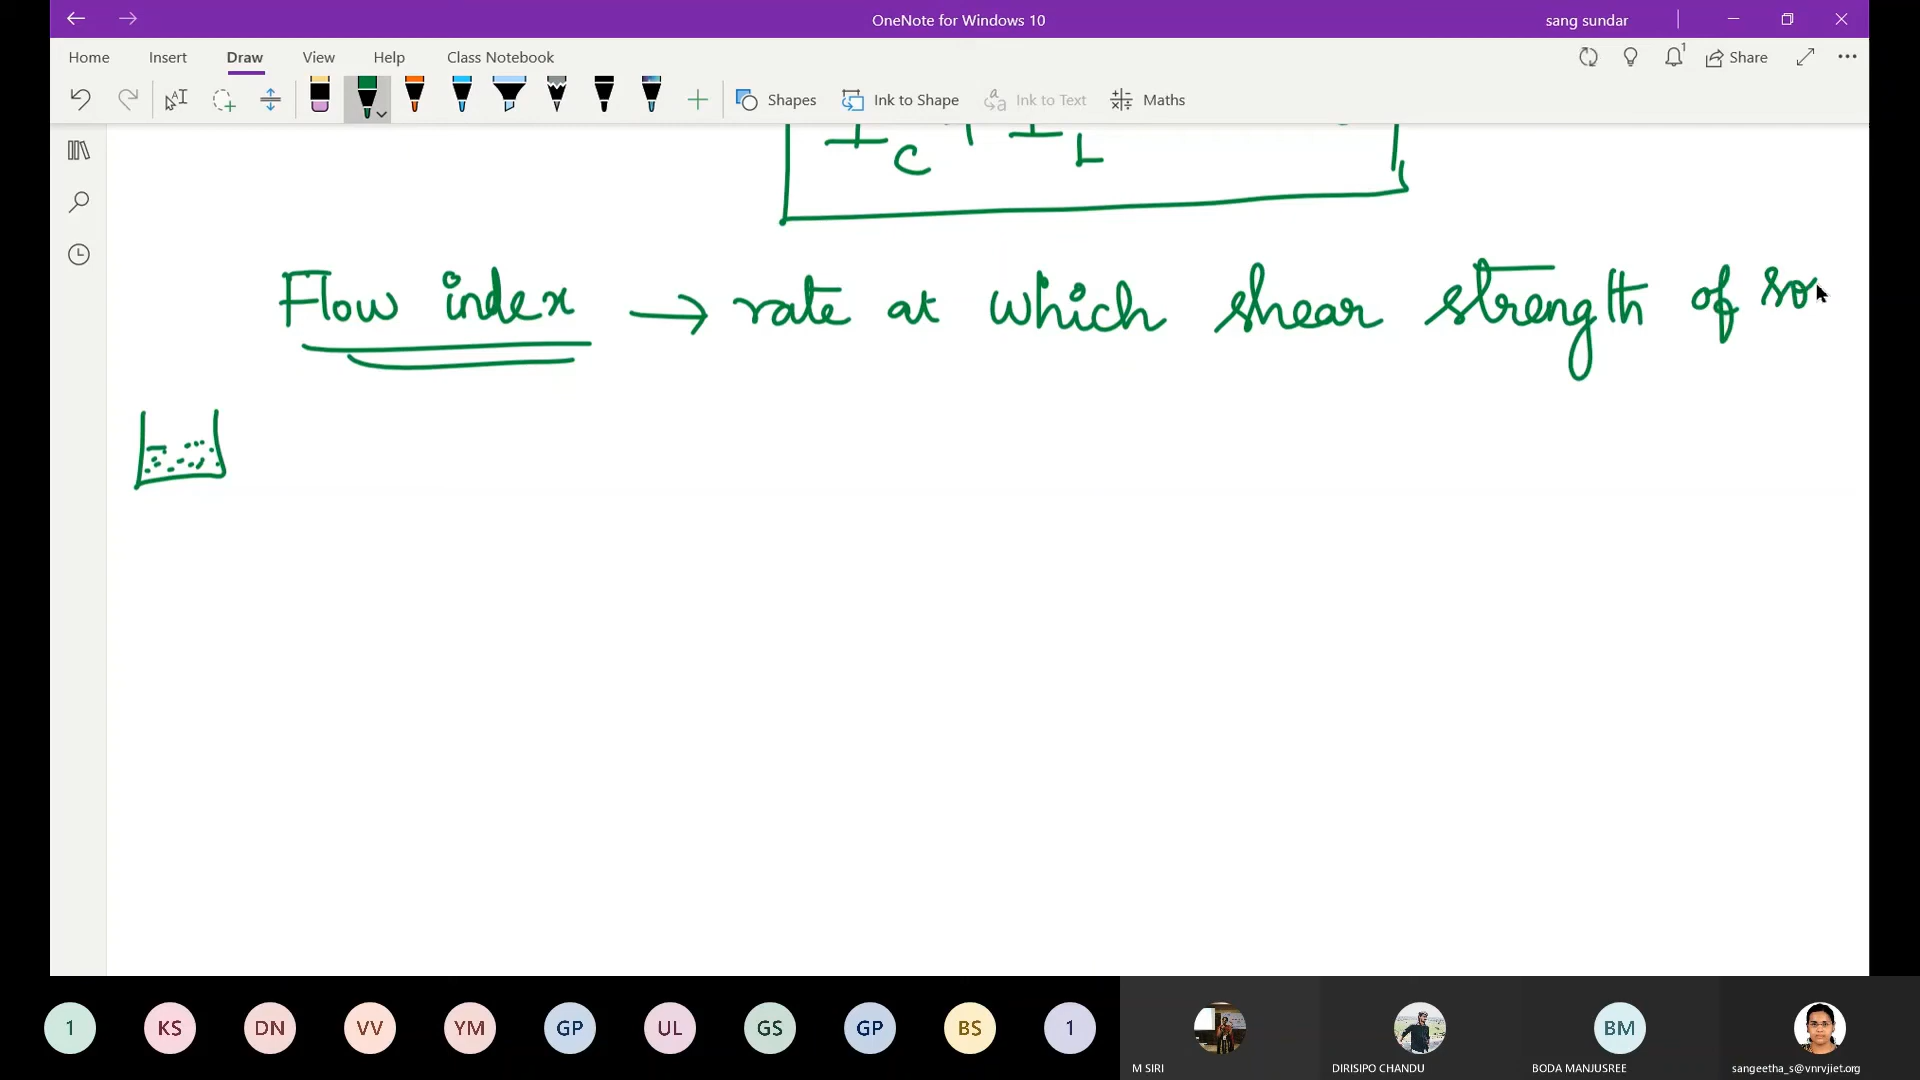 OneNote for Windows 10
sang sundar
Home Insert Draw View Help Class Notebook
1 Share
Shapes Ink to Shape Ink to Text Maths
I C + I L
Flow index → rate at which shear strength of so
1 KS DN VV YM GP UL GS GP BS 1 BM
M SIRI DIRISIPO CHANDU BODA MANJUSREE sangeetha_s@vnrvjiet.org